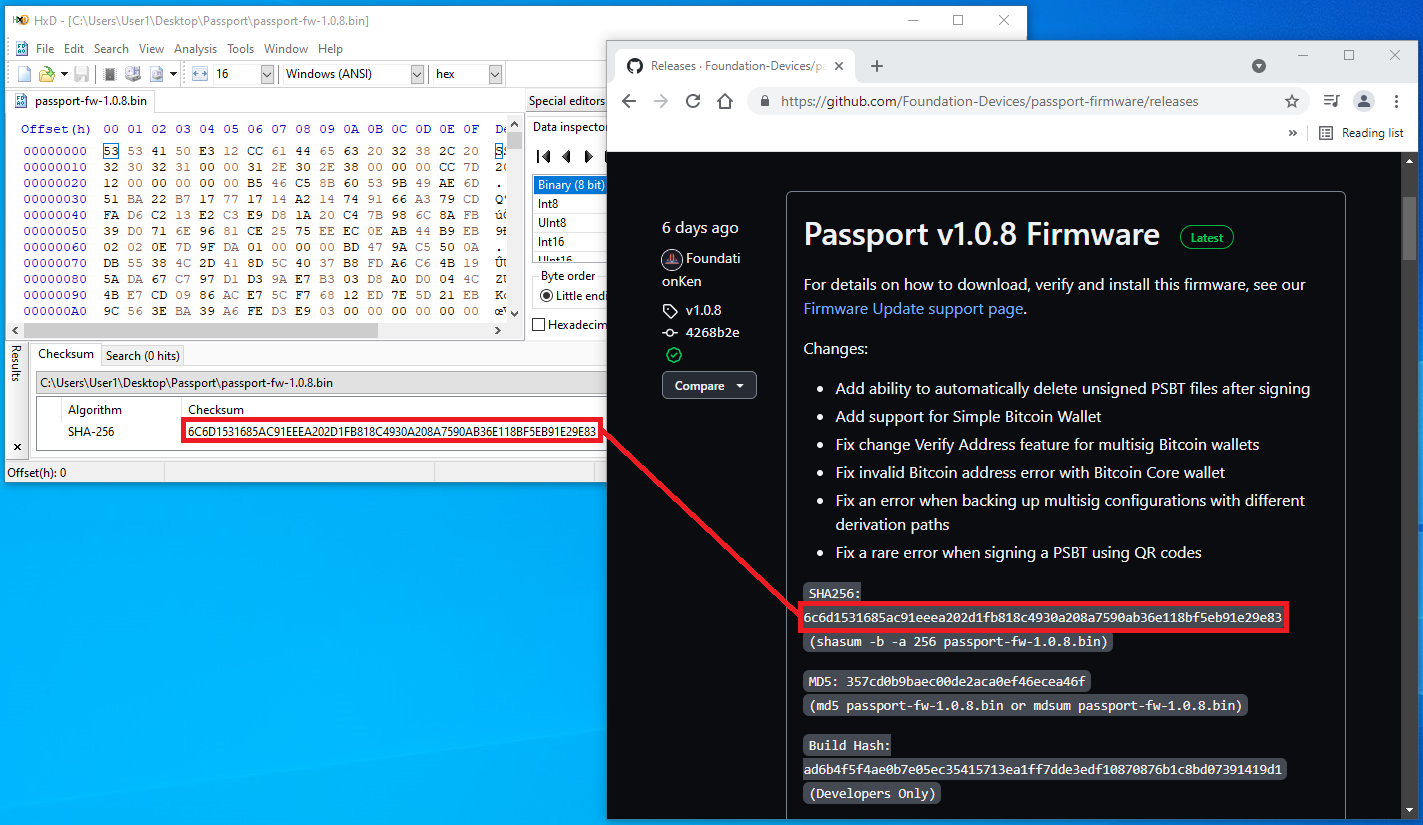 HxD - [C:\Users\User1\Desktop\Passport\passport-fw-1.0.8.bin]
File Edit Search View Analysis Tools Window Help
16 Windows (ANSI) hex
passport-fw-1.0.8.bin
Offset(h) 00 01 02 03 04 05 06 07 08 09 0A 0B 0C 0D 0E 0F De
00000000 53 53 41 50 E3 12 CC 61 44 65 63 20 32 38 2C 20
00000010 32 30 32 31 00 00 31 2E 30 2E 38 00 00 00 CC 7D
00000020 12 00 00 00 00 00 B5 46 C5 8B 60 53 9B 49 AE 6D
00000030 51 BA 22 B7 17 77 17 14 A2 14 74 91 66 A3 79 CD
00000040 FA D6 C2 13 E2 C3 E9 D8 1A 20 C4 7B 98 6C 8A FB
00000050 39 D0 71 6E 96 81 CE 25 75 EE EC 0E AB 44 B9 EB
00000060 02 02 0E 7D 9F DA 01 00 00 00 BD 47 9A C5 50 0A
00000070 DB 55 38 4C 2D 41 8D 5C 40 37 B8 FD A6 C6 4B 19
00000080 5A DA 67 C7 97 D1 D3 9A E7 B3 03 D8 A0 D0 04 4C
00000090 4B E7 CD 09 86 AC E7 5C F7 68 12 ED 7E 5D 21 EB
000000A0 9C 56 3E BA 39 A6 FE D3 E9 03 00 00 00 00 00 00
Special editors
Data inspector
Binary (8 bit)
Int8
UInt8
Int16
UInt16
Byte order
Little endi
Hexadecim
Results
Checksum Search (0 hits)
C:\Users\User1\Desktop\Passport\passport-fw-1.0.8.bin
Algorithm Checksum
SHA-256 6C6D1531685AC91EEEA202D1FB818C4930A208A7590AB36E118BF5EB91E29E83
Offset(h): 0
Releases · Foundation-Devices/pa
https://github.com/Foundation-Devices/passport-firmware/releases
» Reading list
6 days ago
Foundati
onKen
v1.0.8
4268b2e
Compare
Passport v1.0.8 Firmware Latest
For details on how to download, verify and install this firmware, see our
Firmware Update support page.
Changes:
• Add ability to automatically delete unsigned PSBT files after signing
• Add support for Simple Bitcoin Wallet
• Fix change Verify Address feature for multisig Bitcoin wallets
• Fix invalid Bitcoin address error with Bitcoin Core wallet
• Fix an error when backing up multisig configurations with different
derivation paths
• Fix a rare error when signing a PSBT using QR codes
SHA256:
6c6d1531685ac91eeea202d1fb818c4930a208a7590ab36e118bf5eb91e29e83
(shasum -b -a 256 passport-fw-1.0.8.bin)
MD5: 357cd0b9baec00de2aca0ef46ecea46f
(md5 passport-fw-1.0.8.bin or mdsum passport-fw-1.0.8.bin)
Build Hash:
ad6b4f5f4ae0b7e05ec35415713ea1ff7dde3edf10870876b1c8bd07391419d1
(Developers Only)